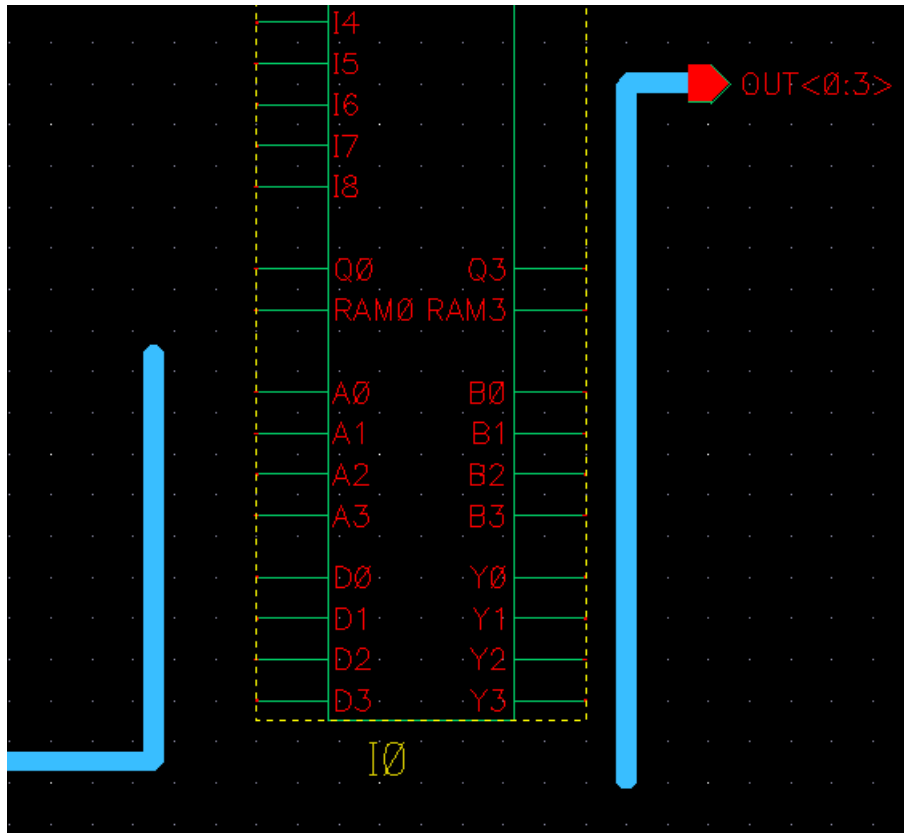 I4
I5
OUT<0:3>
I6
I7
I8
Q0 Q3
RAM0 RAM3
A0 B0
A1 B1
A2 B2
A3 B3
D0 Y0
D1 Y1
D2 Y2
D3 Y3
I0